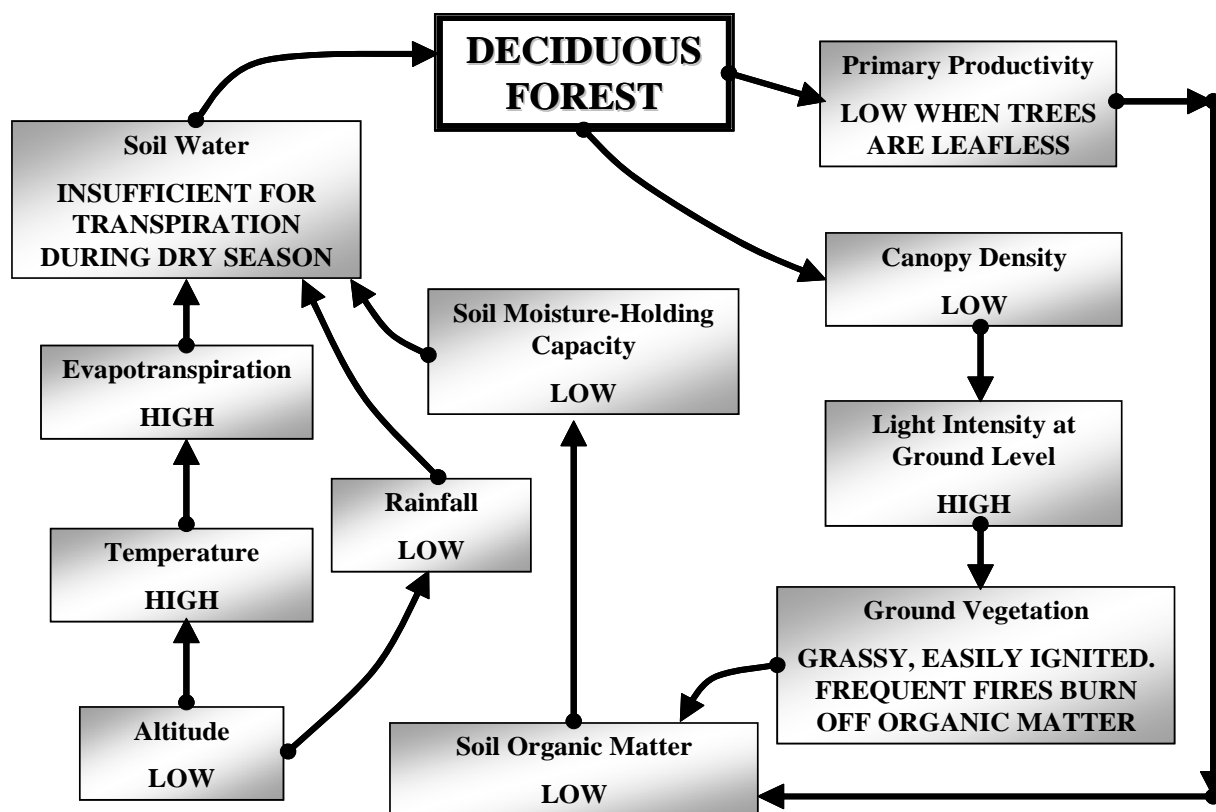 DECIDUOUS
FOREST
Primary Productivity
LOW WHEN TREES
ARE LEAFLESS
Soil Water
INSUFFICIENT FOR
TRANSPIRATION
DURING DRY SEASON
Canopy Density
LOW
Soil Moisture-Holding
Capacity
LOW
Evapotranspiration
HIGH
Light Intensity at
Ground Level
HIGH
Rainfall
LOW
Temperature
HIGH
Ground Vegetation
GRASSY, EASILY IGNITED.
FREQUENT FIRES BURN
OFF ORGANIC MATTER
Altitude
LOW
Soil Organic Matter
LOW